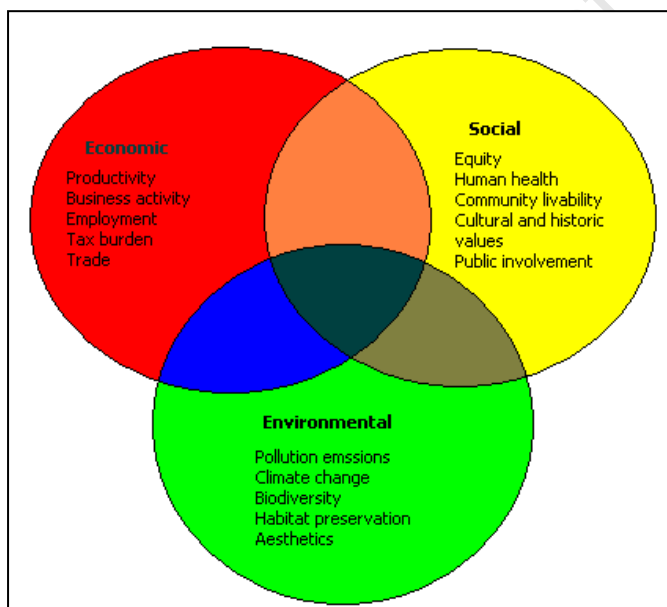 Economic
Productivity
Business activity
Employment
Tax burden
Trade
Social
Equity
Human health
Community livability
Cultural and historic
values
Public involvement
Environmental
Pollution emssions
Climate change
Biodiversity
Habitat preservation
Aesthetics